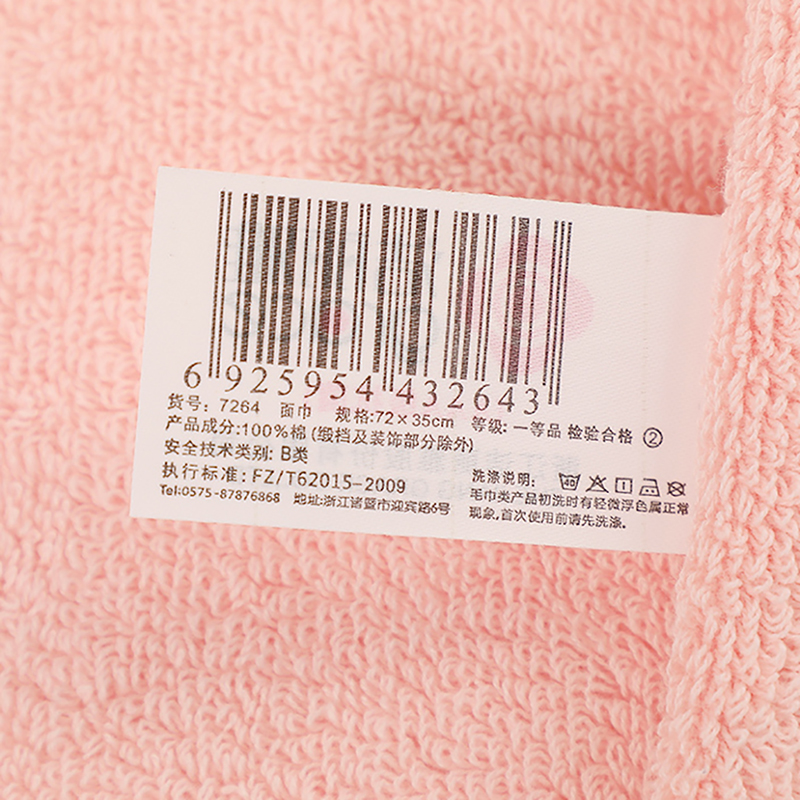 6 925954 432643
货号: 7264 面巾 规格:72×35cm 等级: 一等品 检验合格 ②
产品成分:100%棉 (缎档及装饰部分除外)
安全技术类别: B类
执行标准: FZ/T62015-2009
Tel:0575-87876868 地址:浙江诸暨市迎宾路6号
洗涤说明: 40
毛巾类产品初洗时有轻微浮色属正常
现象,首次使用前请先洗涤.